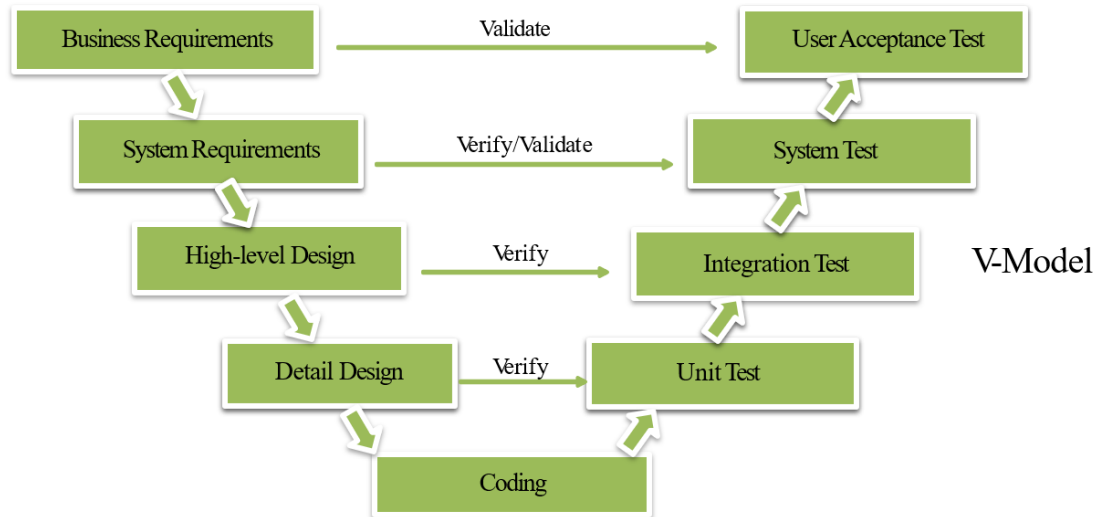 Business Requirements
Validate
User Acceptance Test
System Requirements
Verify/Validate
System Test
High-level Design
Verify
Integration Test
V-Model
Detail Design
Verify
Unit Test
Coding